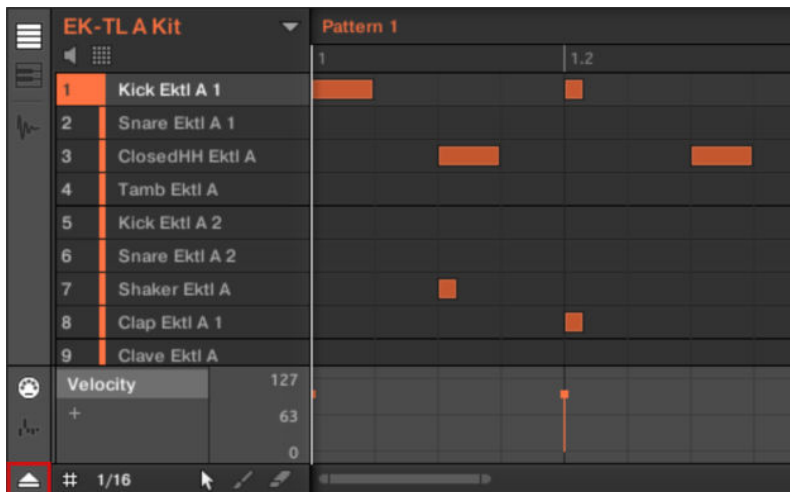 EK-TL A Kit
Pattern 1
1 1.2
1 Kick Ektl A 1
2 Snare Ektl A 1
3 ClosedHH Ektl A
4 Tamb Ektl A
5 Kick Ektl A 2
6 Snare Ektl A 2
7 Shaker Ektl A
8 Clap Ektl A 1
9 Clave Ektl A
Velocity 127
+ 63
0
# 1/16